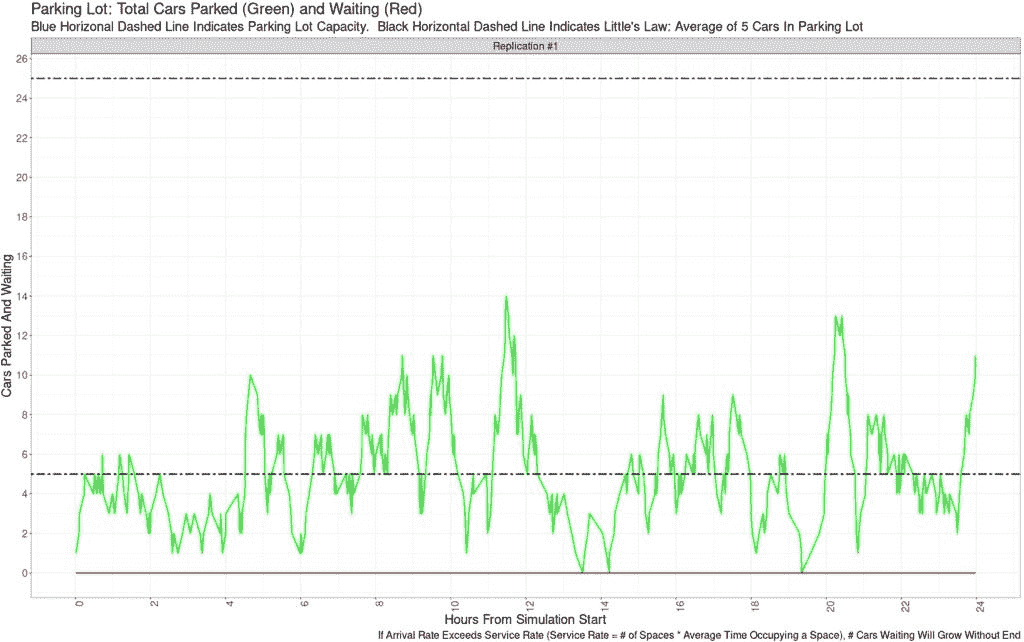 Parking Lot: Total Cars Parked (Green) and Waiting (Red)
Blue Horizonal Dashed Line Indicates Parking Lot Capacity.  Black Horizontal Dashed Line Indicates Little's Law: Average of 5 Cars In Parking Lot
Replication #1
Cars Parked And Waiting
26
24
22
20
18
16
14
12
10
8
6
4
2
0
0 2 4 6 8 10 12 14 16 18 20 22 24
Hours From Simulation Start
If Arrival Rate Exceeds Service Rate (Service Rate = # of Spaces * Average Time Occupying a Space), # Cars Waiting Will Grow Without End